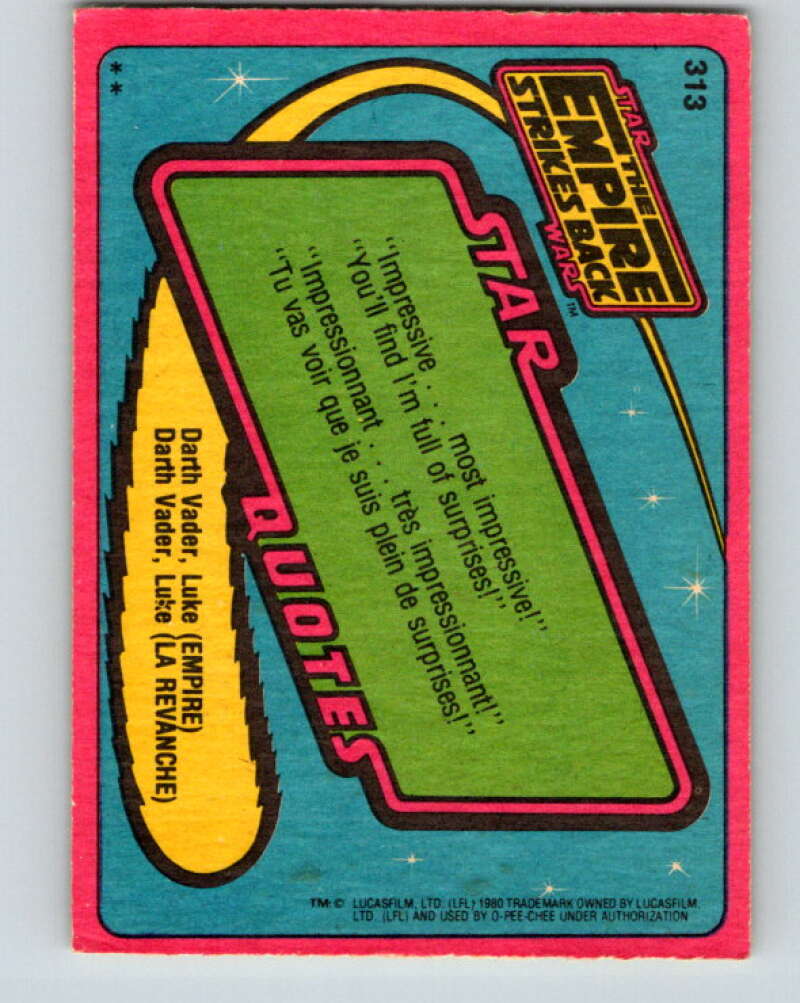 313
STAR
THE
EMPIRE
STRIKES BACK
WARS™
STAR
"Impressive . . . most impressive!"
"You'll find I'm full of surprises!"
"Impressionnant . . . très impressionnant!"
"Tu vas voir que je suis plein de surprises!"
QUOTES
Darth Vader, Luke (EMPIRE)
Darth Vader, Luke (LA REVANCHE)
**
TM: © LUCASFILM, LTD. (LFL) 1980 TRADEMARK OWNED BY LUCASFILM,
LTD. (LFL) AND USED BY O-PEE-CHEE UNDER AUTHORIZATION